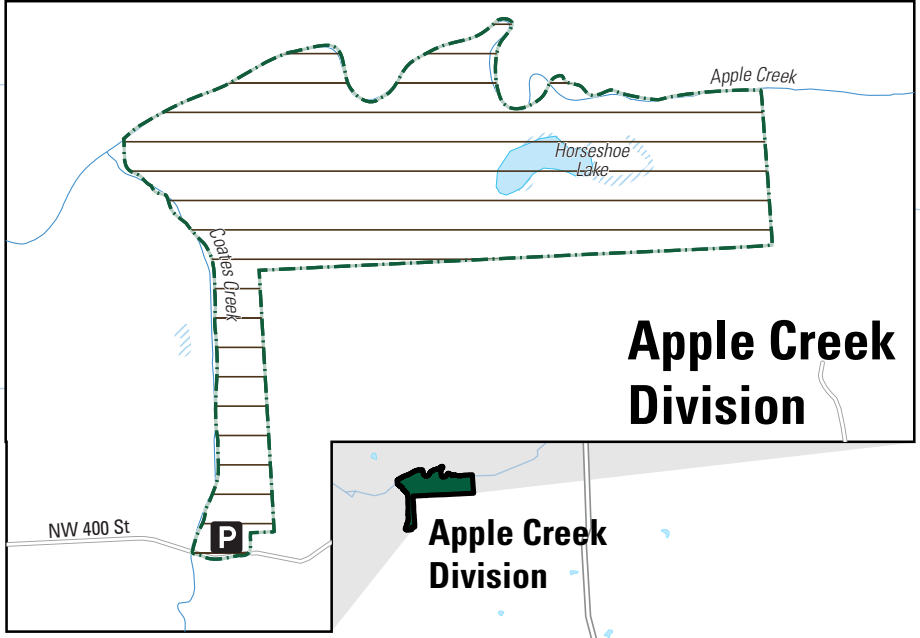 Apple Creek
Horseshoe
Lake
Coates Creek
Apple Creek
Division
NW 400 St
P
Apple Creek
Division